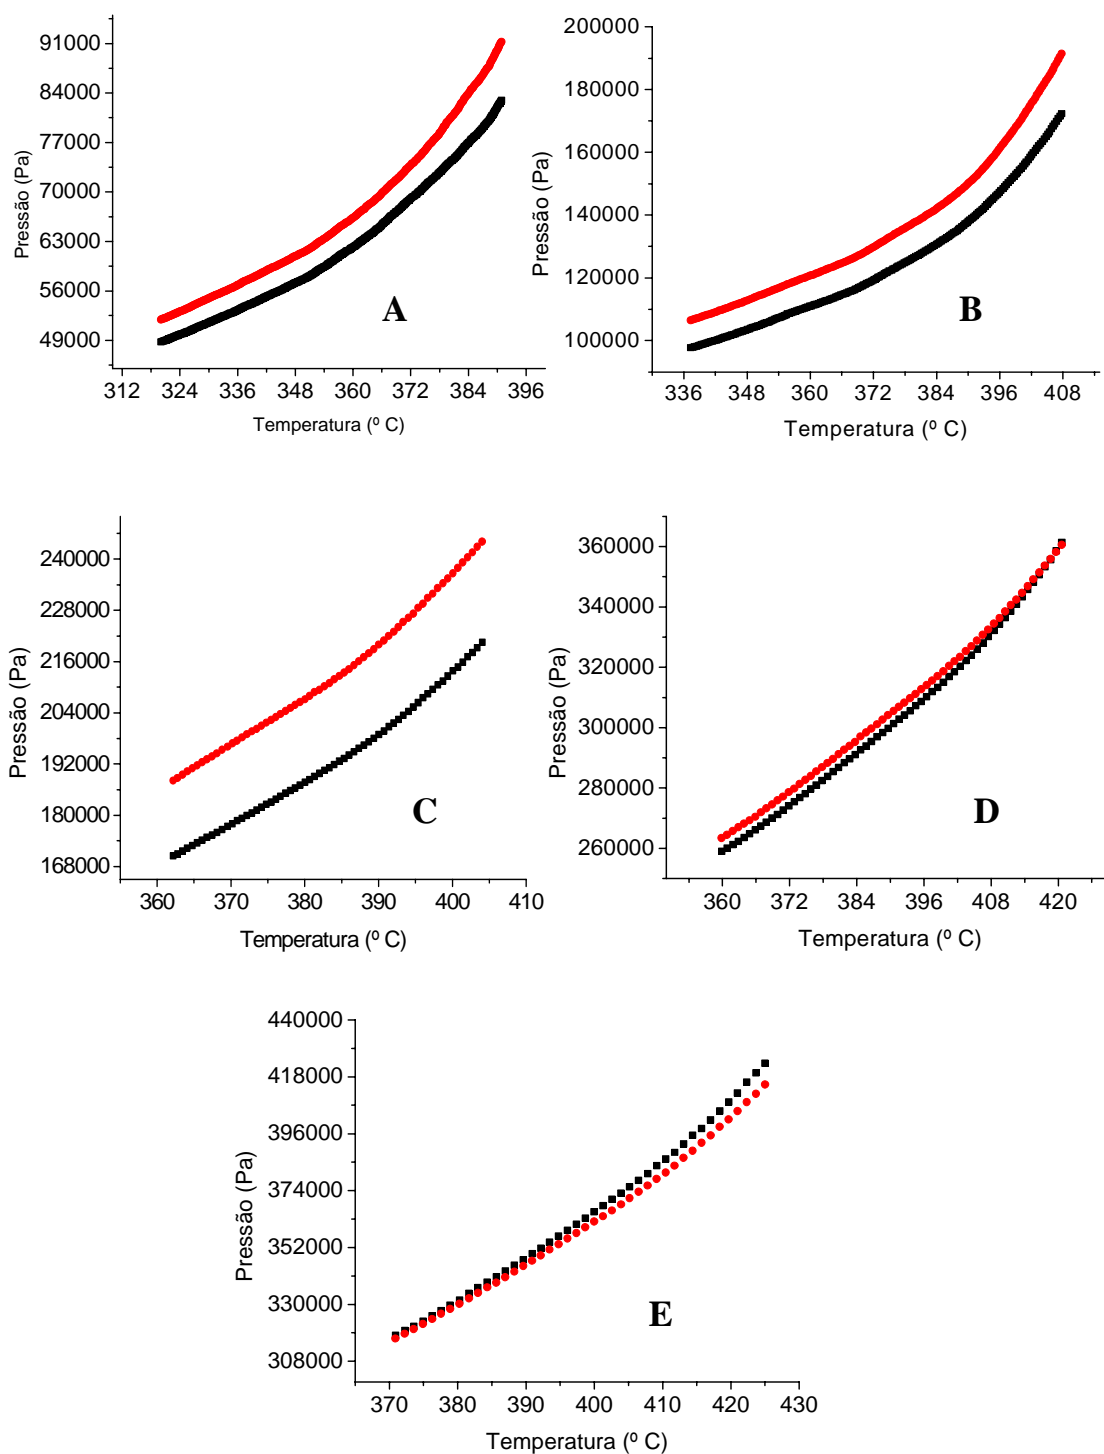 91000
84000
77000
70000
63000
56000
49000
Pressão (Pa)
A
312 324 336 348 360 372 384 396
Temperatura (º C)
200000
180000
160000
140000
120000
100000
Pressão (Pa)
B
336 348 360 372 384 396 408
Temperatura (º C)
240000
228000
216000
204000
192000
180000
168000
Pressão (Pa)
C
360 370 380 390 400 410
Temperatura (º C)
360000
340000
320000
300000
280000
260000
Pressão (Pa)
D
360 372 384 396 408 420
Temperatura (º C)
440000
418000
396000
374000
352000
330000
308000
Pressão (Pa)
E
370 380 390 400 410 420 430
Temperatura (º C)